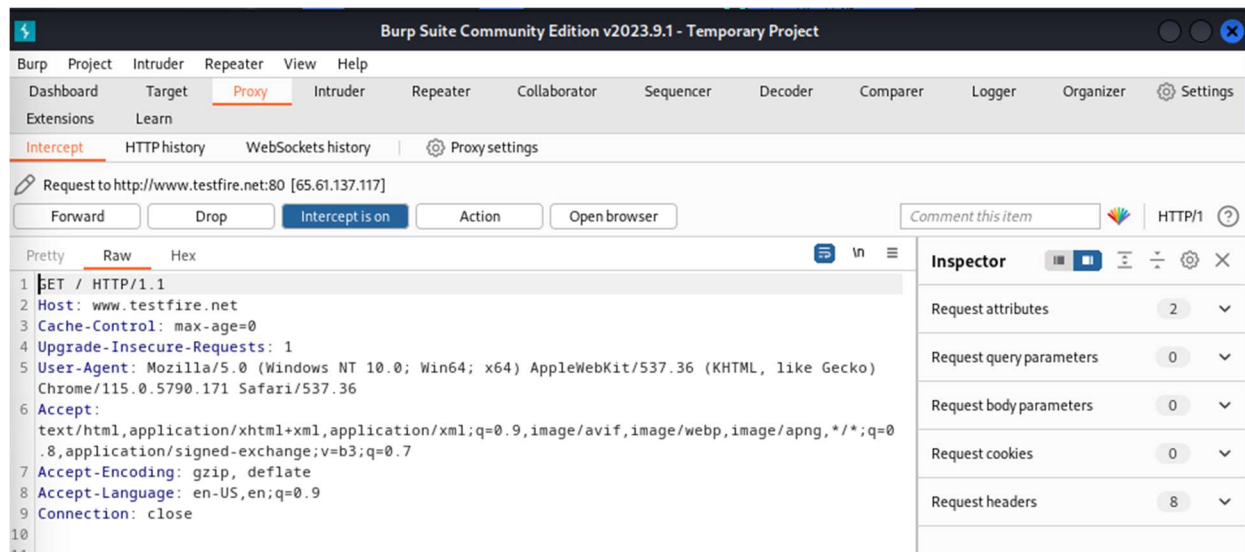 Burp Suite Community Edition v2023.9.1 - Temporary Project
Burp Project Intruder Repeater View Help
Dashboard Target Proxy Intruder Repeater Collaborator Sequencer Decoder Comparer Logger Organizer Settings
Extensions Learn
Intercept HTTP history WebSockets history Proxy settings
Request to http://www.testfire.net:80 [65.61.137.117]
Forward Drop Intercept is on Action Open browser Comment this item HTTP/1 ?
Pretty Raw Hex \n
Inspector
1 GET / HTTP/1.1
2 Host: www.testfire.net
3 Cache-Control: max-age=0
4 Upgrade-Insecure-Requests: 1
5 User-Agent: Mozilla/5.0 (Windows NT 10.0; Win64; x64) AppleWebKit/537.36 (KHTML, like Gecko)
Chrome/115.0.5790.171 Safari/537.36
6 Accept:
text/html,application/xhtml+xml,application/xml;q=0.9,image/avif,image/webp,image/apng,*/*;q=0
.8,application/signed-exchange;v=b3;q=0.7
7 Accept-Encoding: gzip, deflate
8 Accept-Language: en-US,en;q=0.9
9 Connection: close
10
Request attributes 2
Request query parameters 0
Request body parameters 0
Request cookies 0
Request headers 8